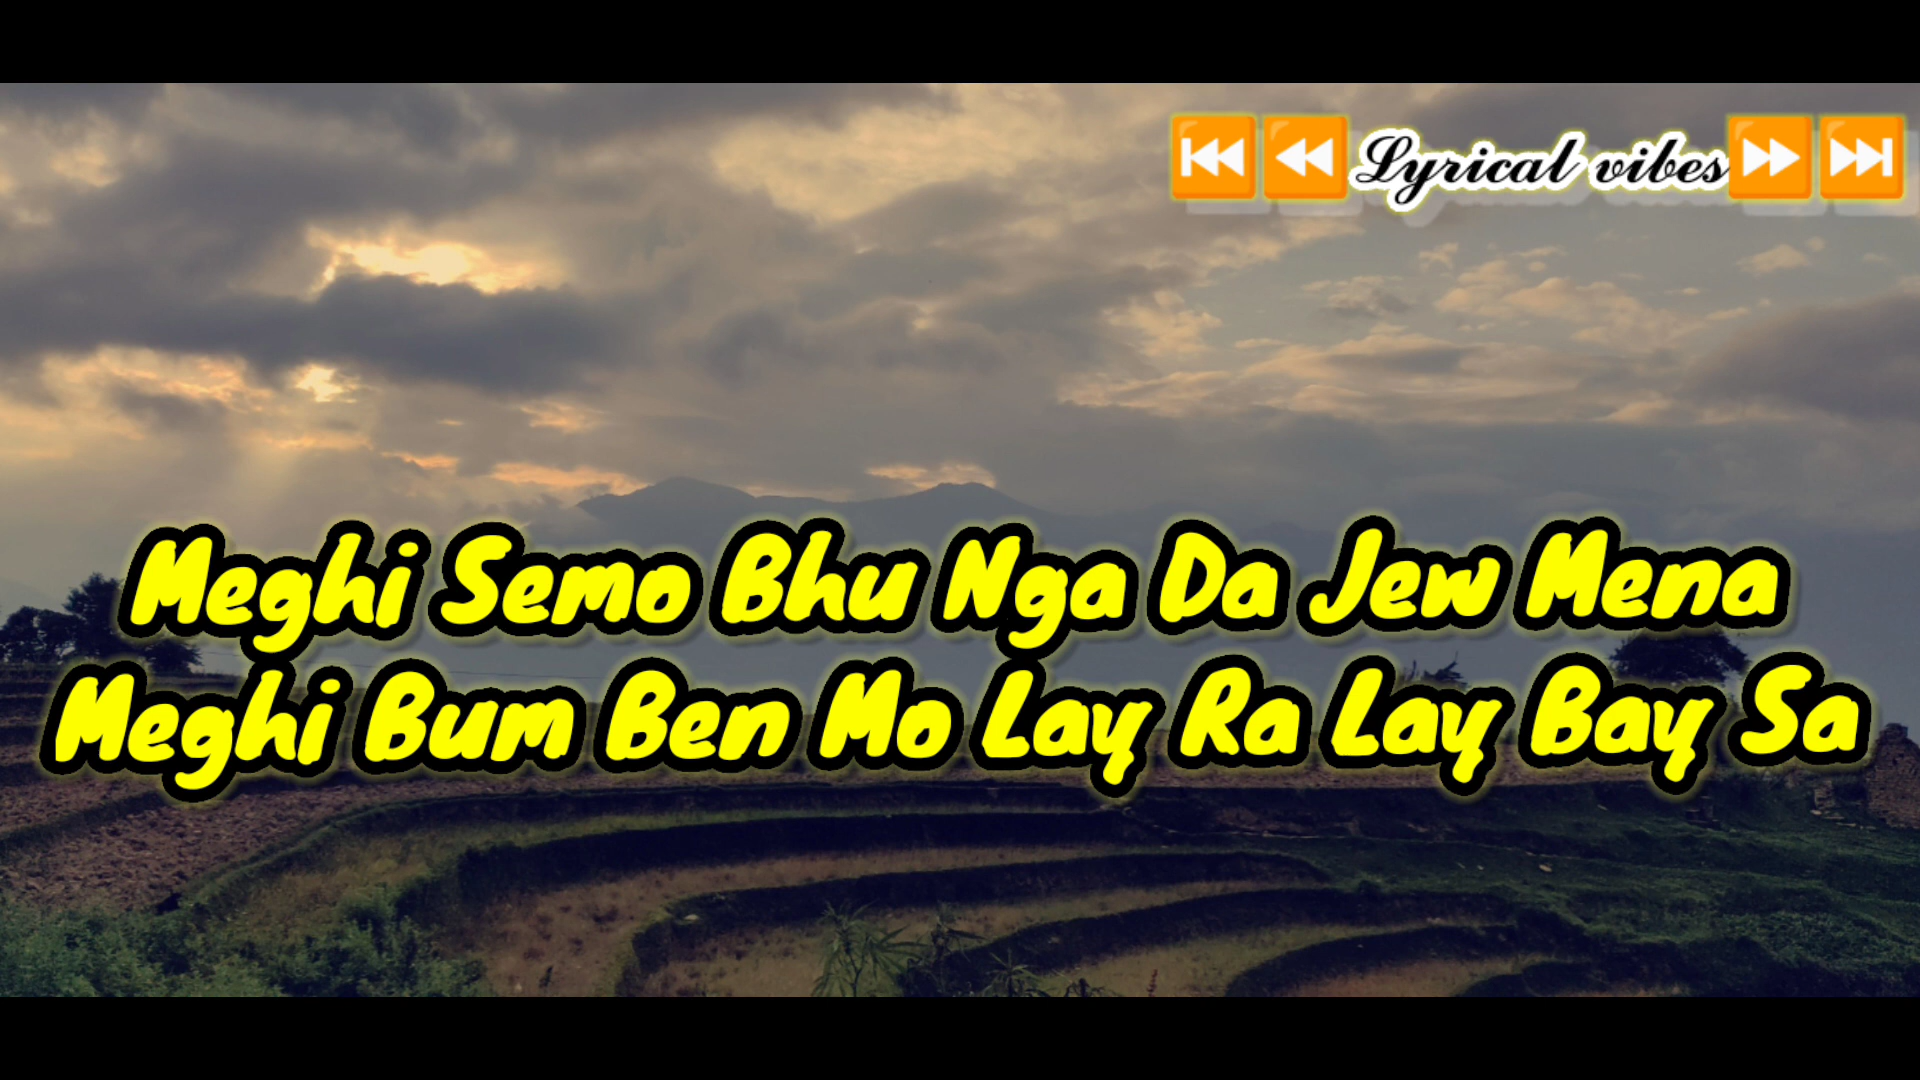 ⏮⏪Lyrical vibes⏩⏭
Meghi Semo Bhu Nga Da Jew Mena
Meghi Bum Ben Mo Lay Ra Lay Bay Sa